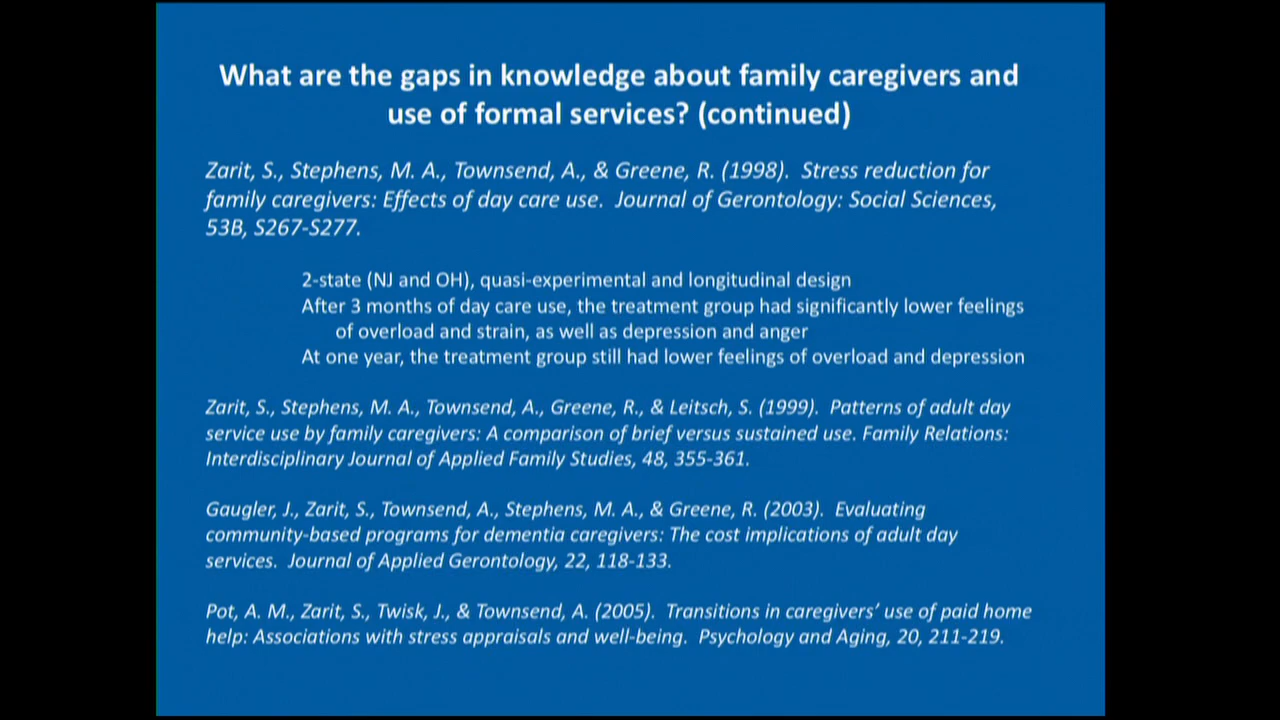 What are the gaps in knowledge about family caregivers and
use of formal services? (continued)
Zarit, S., Stephens, M. A., Townsend, A., & Greene, R. (1998). Stress reduction for
family caregivers: Effects of day care use. Journal of Gerontology: Social Sciences,
53B, S267-S277.
2-state (NJ and OH), quasi-experimental and longitudinal design
After 3 months of day care use, the treatment group had significantly lower feelings
of overload and strain, as well as depression and anger
At one year, the treatment group still had lower feelings of overload and depression
Zarit, S., Stephens, M. A., Townsend, A., Greene, R., & Leitsch, S. (1999). Patterns of adult day
service use by family caregivers: A comparison of brief versus sustained use. Family Relations:
Interdisciplinary Journal of Applied Family Studies, 48, 355-361.
Gaugler, J., Zarit, S., Townsend, A., Stephens, M. A., & Greene, R. (2003). Evaluating
community-based programs for dementia caregivers: The cost implications of adult day
services. Journal of Applied Gerontology, 22, 118-133.
Pot, A. M., Zarit, S., Twisk, J., & Townsend, A. (2005). Transitions in caregivers' use of paid home
help: Associations with stress appraisals and well-being. Psychology and Aging, 20, 211-219.